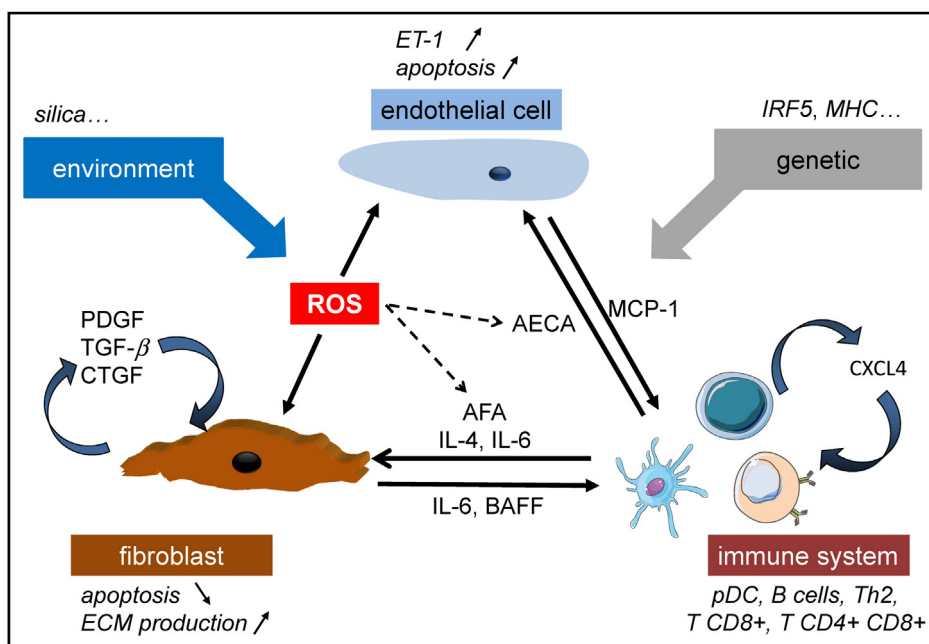 ET-1 ↗
apoptosis ↗
endothelial cell
silica…
environment
IRF5, MHC…
genetic
ROS
AECA
MCP-1
PDGF
TGF-β
CTGF
CXCL4
AFA
IL-4, IL-6
IL-6, BAFF
fibroblast
apoptosis ↘
ECM production ↗
immune system
pDC, B cells, Th2,
T CD8+, T CD4+ CD8+